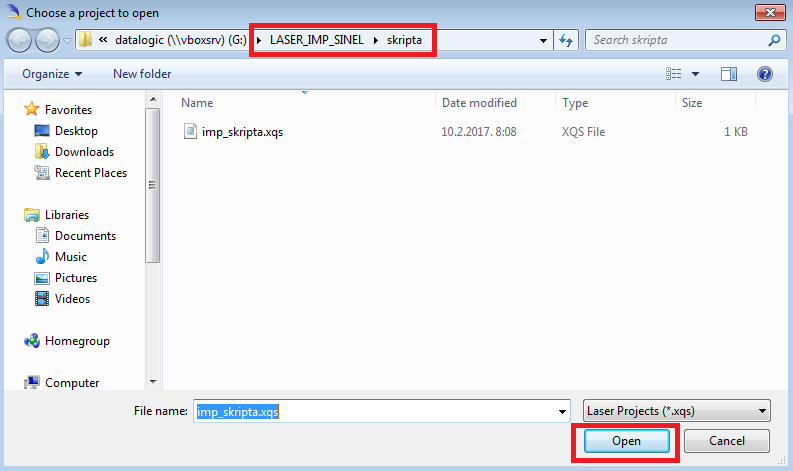 Choose a project to open
« datalogic (\\vboxsrv) (G:) LASER_IMP_SINEL skripta Search skripta
Organize New folder
Name Date modified Type Size
Favorites
Desktop
Downloads
Recent Places
Libraries
Documents
Music
Pictures
Videos
Homegroup
Computer
imp_skripta.xqs 10.2.2017. 8:08 XQS File 1 KB
File name: imp_skripta.xqs Laser Projects (*.xqs)
Open Cancel